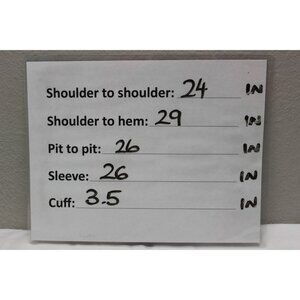 Shoulder to shoulder: 24 IN
Shoulder to hem: 29 IN
Pit to pit: 26 IN
Sleeve: 26 IN
Cuff: 3.5 IN